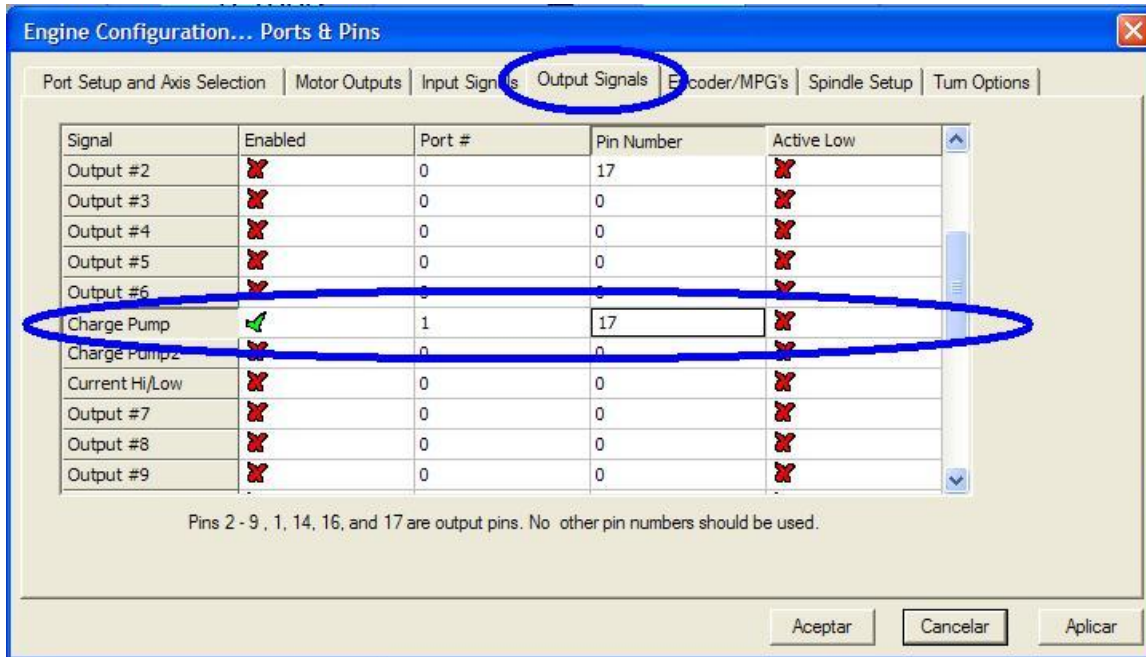 Engine Configuration... Ports & Pins
Port Setup and Axis Selection Motor Outputs Input Signals Output Signals Encoder/MPG's Spindle Setup Turn Options
Signal Enabled Port # Pin Number Active Low
Output #2 0 17
Output #3 0 0
Output #4 0 0
Output #5 0 0
Output #6 0 0
Charge Pump 1 17
Charge Pump2 0 0
Current Hi/Low 0 0
Output #7 0 0
Output #8 0 0
Output #9 0 0
Pins 2 - 9 , 1, 14, 16, and 17 are output pins. No other pin numbers should be used.
Aceptar Cancelar Aplicar